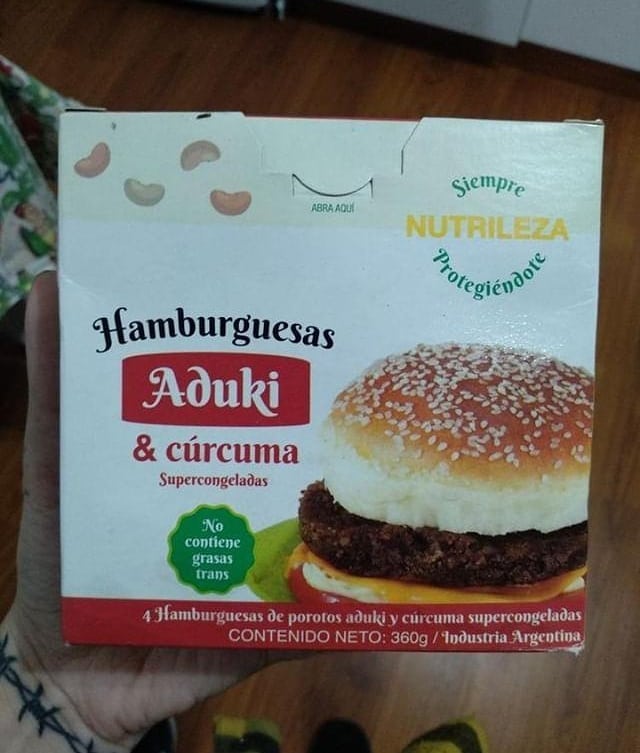 ABRA AQUÍ
Siempre
NUTRILEZA
Protegiéndote
Hamburguesas
Aduki
& cúrcuma
Supercongeladas
No
contiene
grasas
trans
4 Hamburguesas de porotos aduki y cúrcuma supercongeladas
CONTENIDO NETO: 360g / Industria Argentina